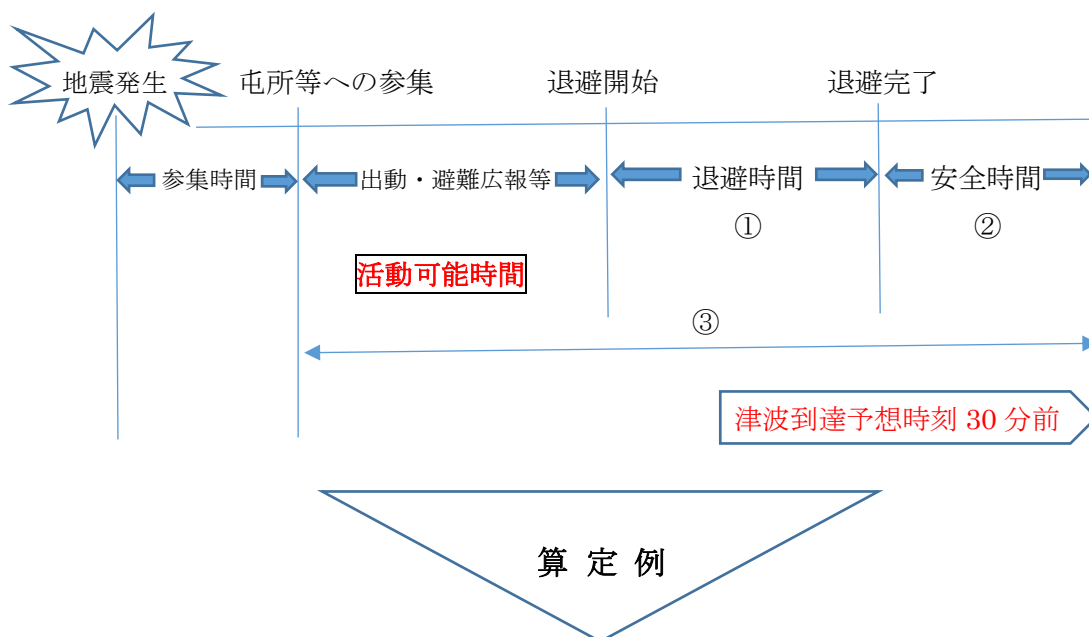 地震発生
屯所等への参集
退避開始
退避完了
参集時間
出動・避難広報等
退避時間
安全時間
①
②
活動可能時間
③
津波到達予想時刻 30 分前
算 定 例